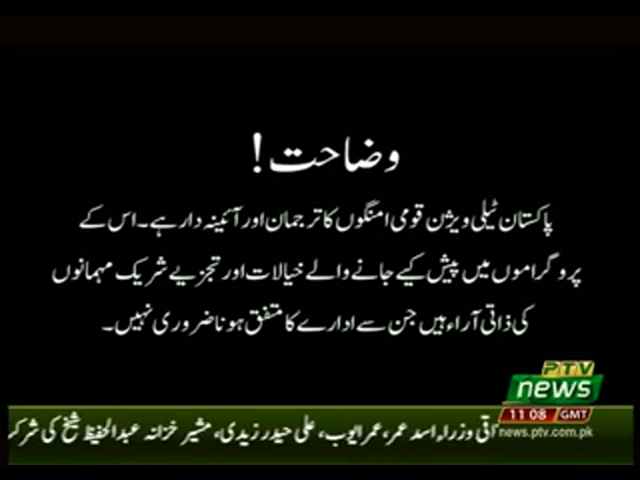 وضاحت!
پاکستان ٹیلی ویژن قومی امنگوں کا ترجمان اور آئینہ دار ہے۔ اس کے
پروگراموں میں پیش کیے جانے والے خیالات اور تجزیے شریک مہمانوں
کی ذاتی آراء ہیں جن سے ادارے کا متفق ہونا ضروری نہیں۔
PTV
news
11 08 GMT
news.ptv.com.pk
وزراء اسد عمر، عمر ایوب، علی حیدر زیدی، مشیر خزانہ عبدالحفیظ شیخ کی